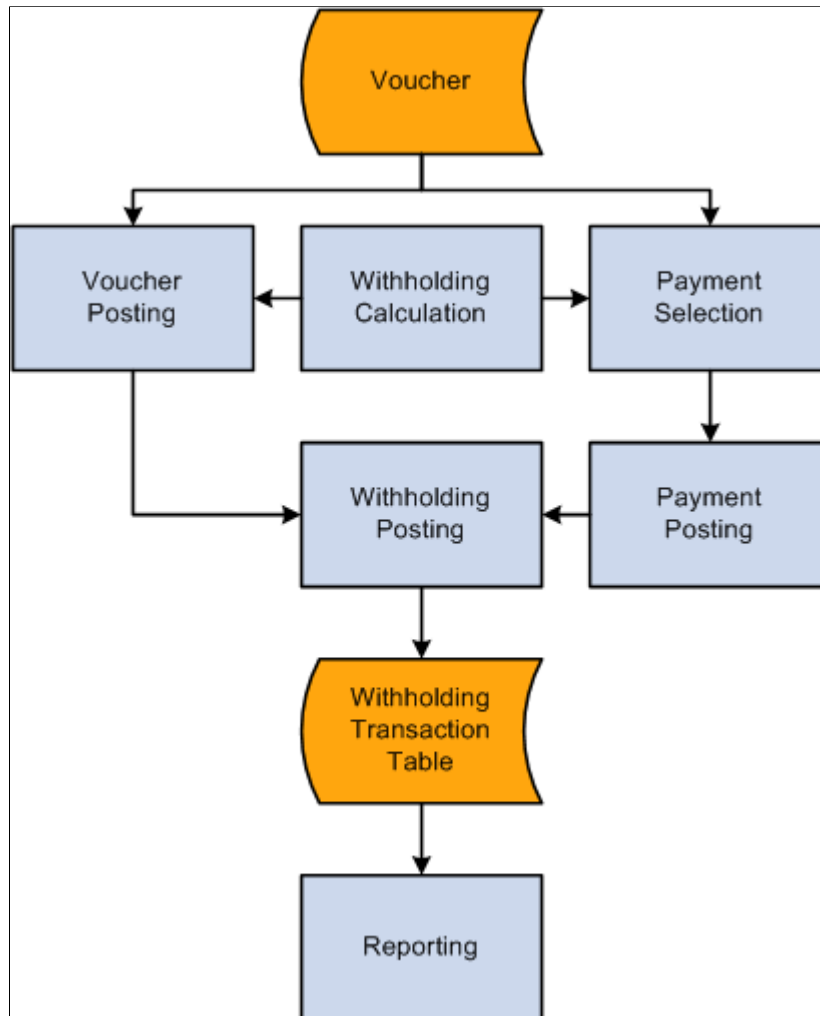 Voucher
Voucher
Posting
Withholding
Calculation
Payment
Selection
Withholding
Posting
Payment
Posting
Withholding
Transaction
Table
Reporting